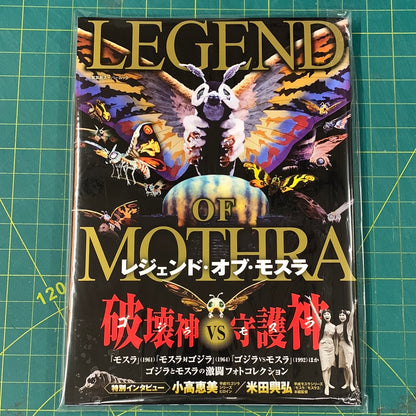 LEGEND
OF
MOTHRA
レジェンド・オブ・モスラ
破壊神 VS 守護神
ゴジラ モスラ
「モスラ」(1961)「モスラ対ゴジラ」(1964)「ゴジラVSモスラ」(1992)ほか
ゴジラとモスラの激闘フォトコレクション
特別インタビュー 小高恵美 米田興弘
120